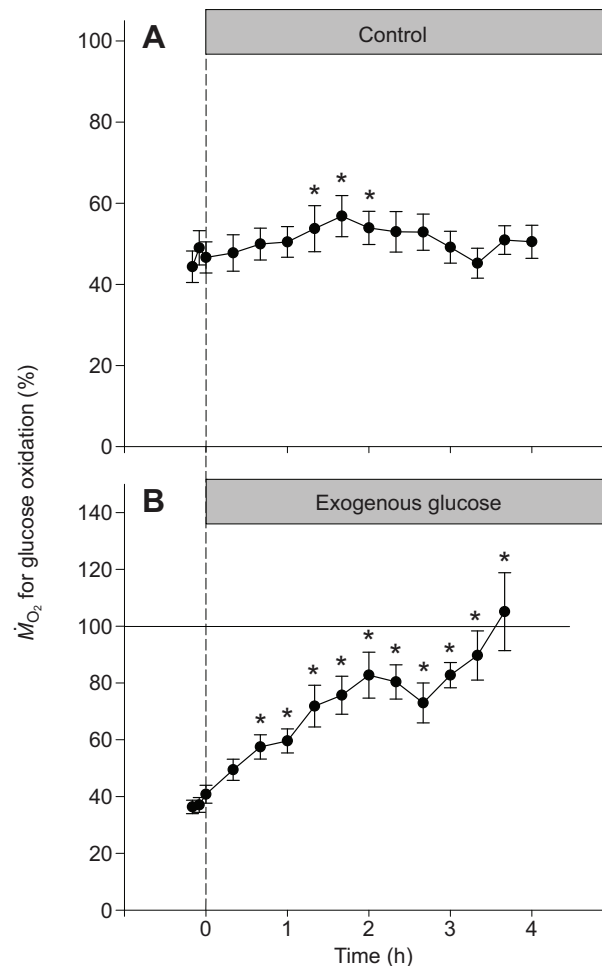 A
Control
100
80
60
40
20
0
* * *
Ṁ_O₂ for glucose oxidation (%)
B
Exogenous glucose
140
120
100
80
60
40
20
0
* * * * * * * * * *
0 1 2 3 4
Time (h)